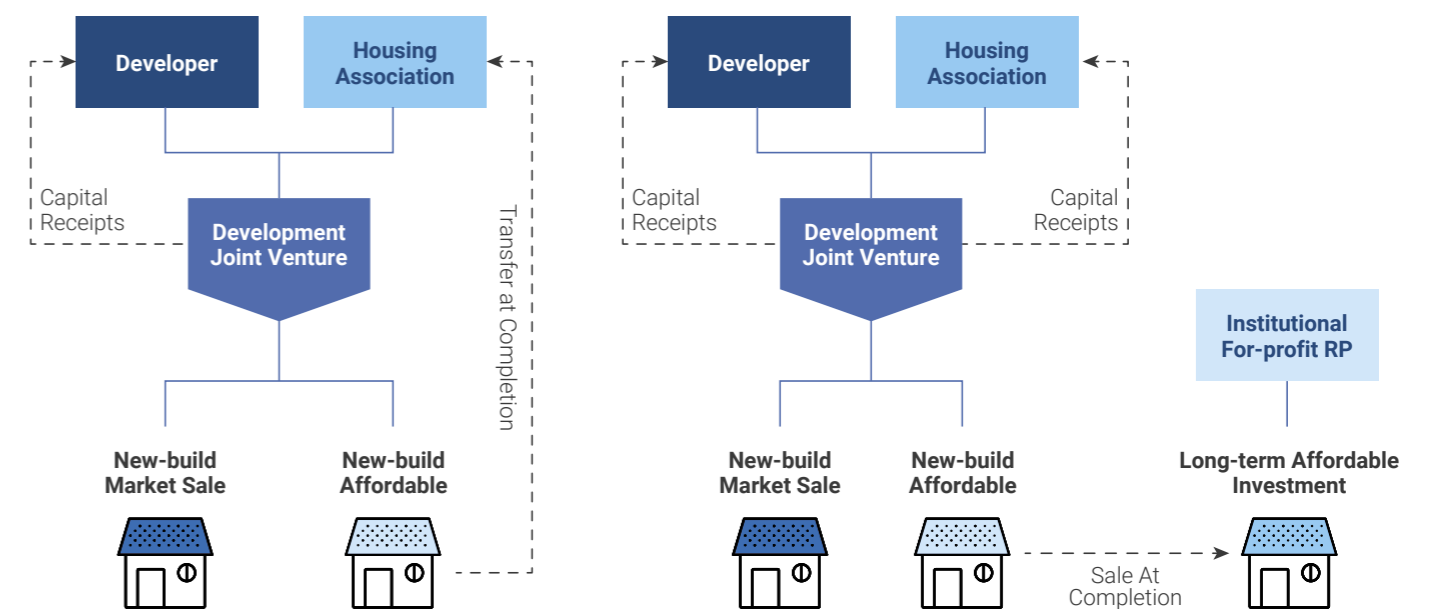 Developer
Housing
Association
Capital
Receipts
Development
Joint Venture
Transfer at Completion
New-build
Market Sale
New-build
Affordable
Developer
Housing
Association
Capital
Receipts
Development
Joint Venture
Capital
Receipts
Institutional
For-profit RP
New-build
Market Sale
New-build
Affordable
Long-term Affordable
Investment
Sale At
Completion